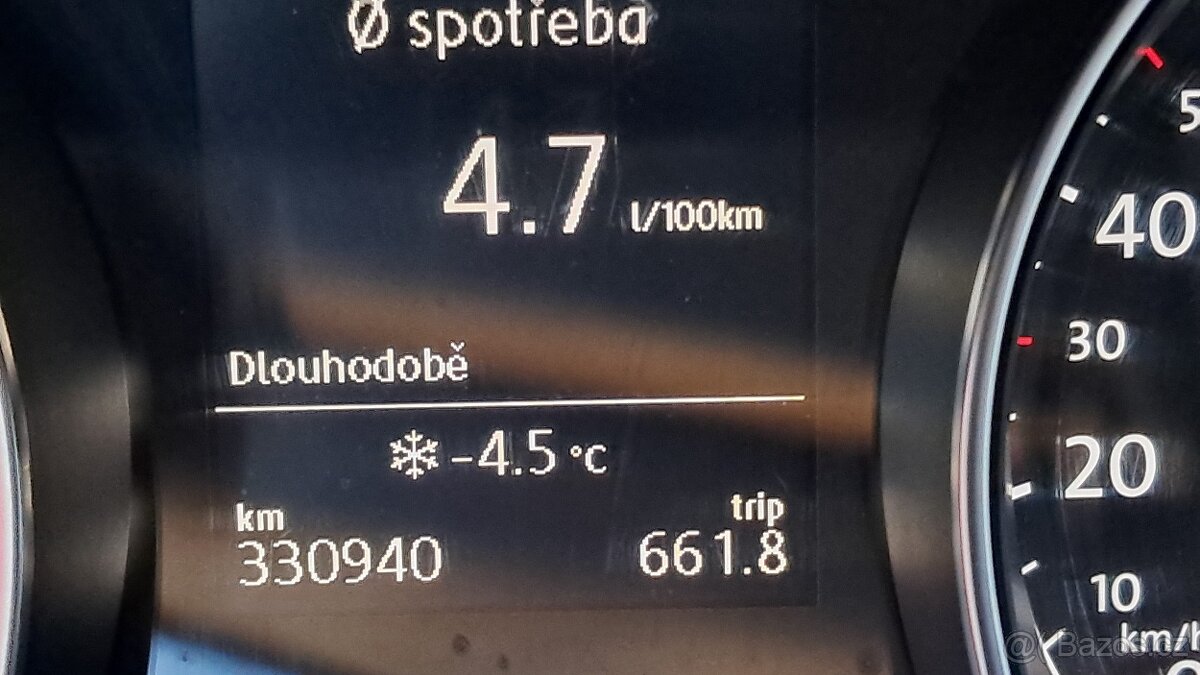 Ø spotřeba
4.7 l/100km
Dlouhodobě
-4.5 °C
km trip
330940 661.8
5
40
30
20
10
km/h
@ Bazos.cz